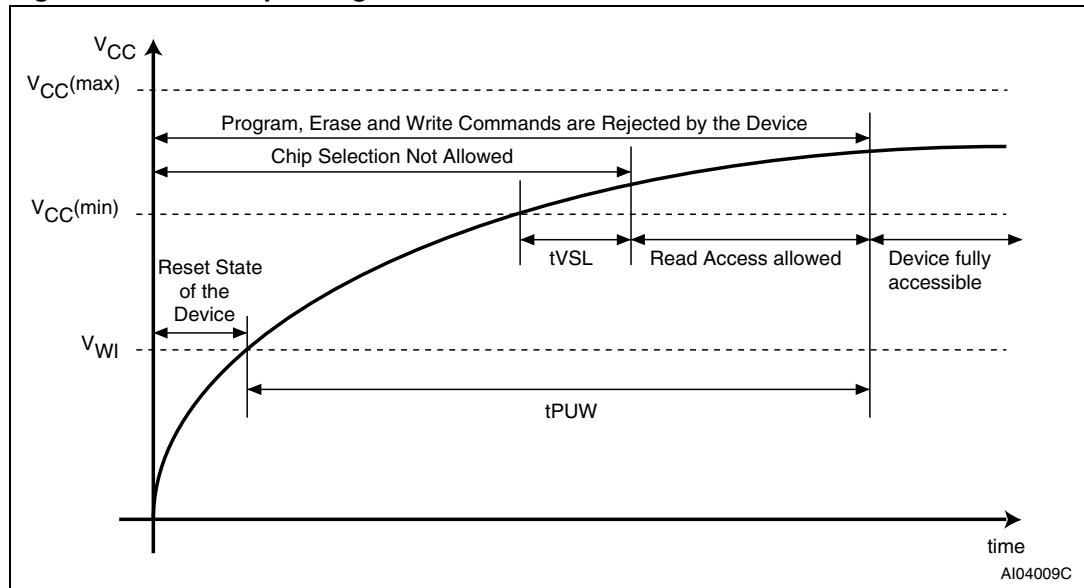 V_CC
V_CC(max)
Program, Erase and Write Commands are Rejected by the Device
Chip Selection Not Allowed
V_CC(min)
tVSL
Read Access allowed
Device fully
accessible
Reset State
of the
Device
V_WI
tPUW
time
AI04009C